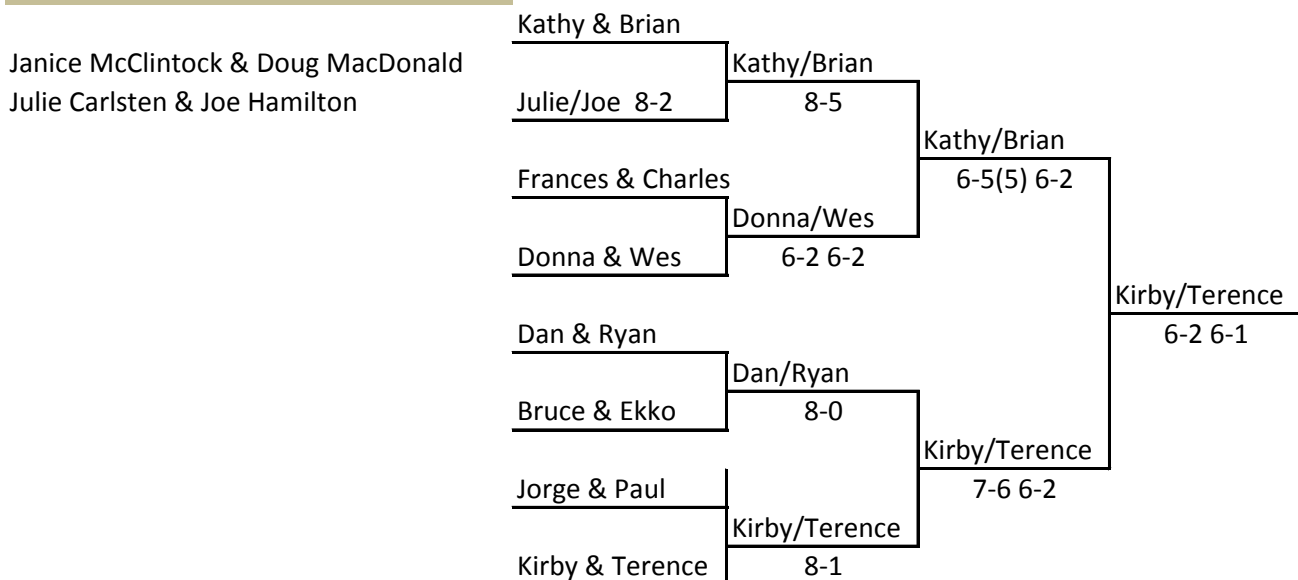 Kathy & Brian
Janice McClintock & Doug MacDonald
Kathy/Brian
Julie Carlsten & Joe Hamilton
Julie/Joe 8-2
8-5
Kathy/Brian
Frances & Charles
6-5(5) 6-2
Donna/Wes
Donna & Wes
6-2 6-2
Kirby/Terence
Dan & Ryan
6-2 6-1
Dan/Ryan
Bruce & Ekko
8-0
Kirby/Terence
Jorge & Paul
7-6 6-2
Kirby/Terence
Kirby & Terence
8-1